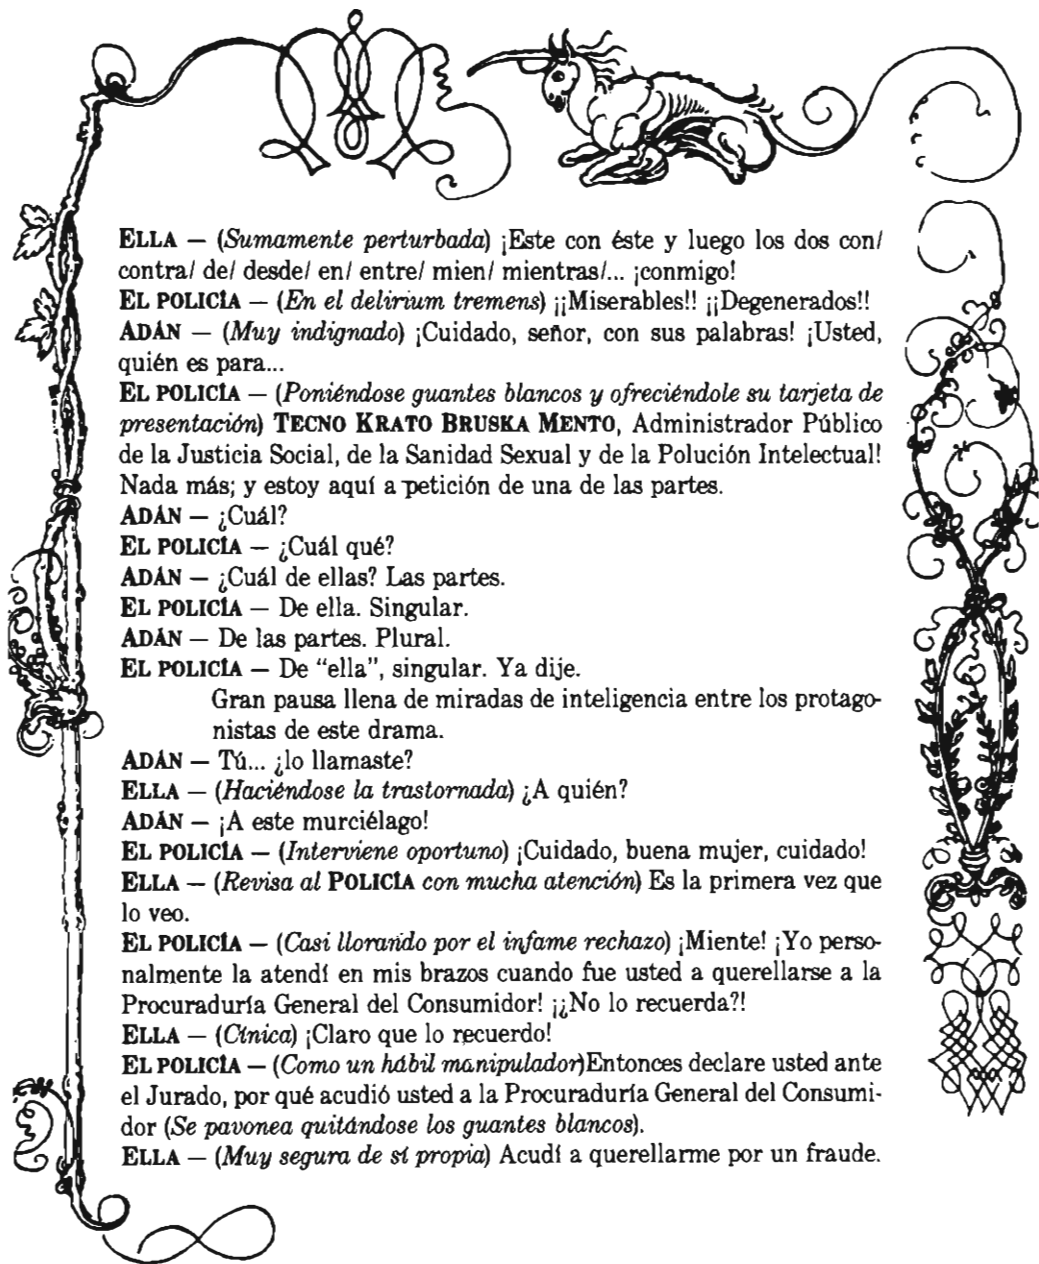 ELLA — (Sumamente perturbada) ¡Este con éste y luego los dos con/
contra/ de/ desde/ en/ entre/ mien/ mientras/... ¡conmigo!
EL POLICÍA — (En el delirium tremens) ¡¡Miserables!! ¡¡Degenerados!!
ADÁN — (Muy indignado) ¡Cuidado, señor, con sus palabras! ¡Usted,
quién es para...
EL POLICÍA — (Poniéndose guantes blancos y ofreciéndole su tarjeta de
presentación) TECNO KRATO BRUSKA MENTO, Administrador Público
de la Justicia Social, de la Sanidad Sexual y de la Polución Intelectual!
Nada más; y estoy aquí a petición de una de las partes.
ADÁN — ¿Cuál?
EL POLICÍA — ¿Cuál qué?
ADÁN — ¿Cuál de ellas? Las partes.
EL POLICÍA — De ella. Singular.
ADÁN — De las partes. Plural.
EL POLICÍA — De “ella”, singular. Ya dije.
Gran pausa llena de miradas de inteligencia entre los protago-
nistas de este drama.
ADÁN — Tú... ¿lo llamaste?
ELLA — (Haciéndose la trastornada) ¿A quién?
ADÁN — ¡A este murciélago!
EL POLICÍA — (Interviene oportuno) ¡Cuidado, buena mujer, cuidado!
ELLA — (Revisa al POLICÍA con mucha atención) Es la primera vez que
lo veo.
EL POLICÍA — (Casi llorando por el infame rechazo) ¡Miente! ¡Yo perso-
nalmente la atendí en mis brazos cuando fue usted a querellarse a la
Procuraduría General del Consumidor! ¡¿No lo recuerda?!
ELLA — (Cínica) ¡Claro que lo recuerdo!
EL POLICÍA — (Como un hábil manipulador)Entonces declare usted ante
el Jurado, por qué acudió usted a la Procuraduría General del Consumi-
dor (Se pavonea quitándose los guantes blancos).
ELLA — (Muy segura de sí propia) Acudí a querellarme por un fraude.